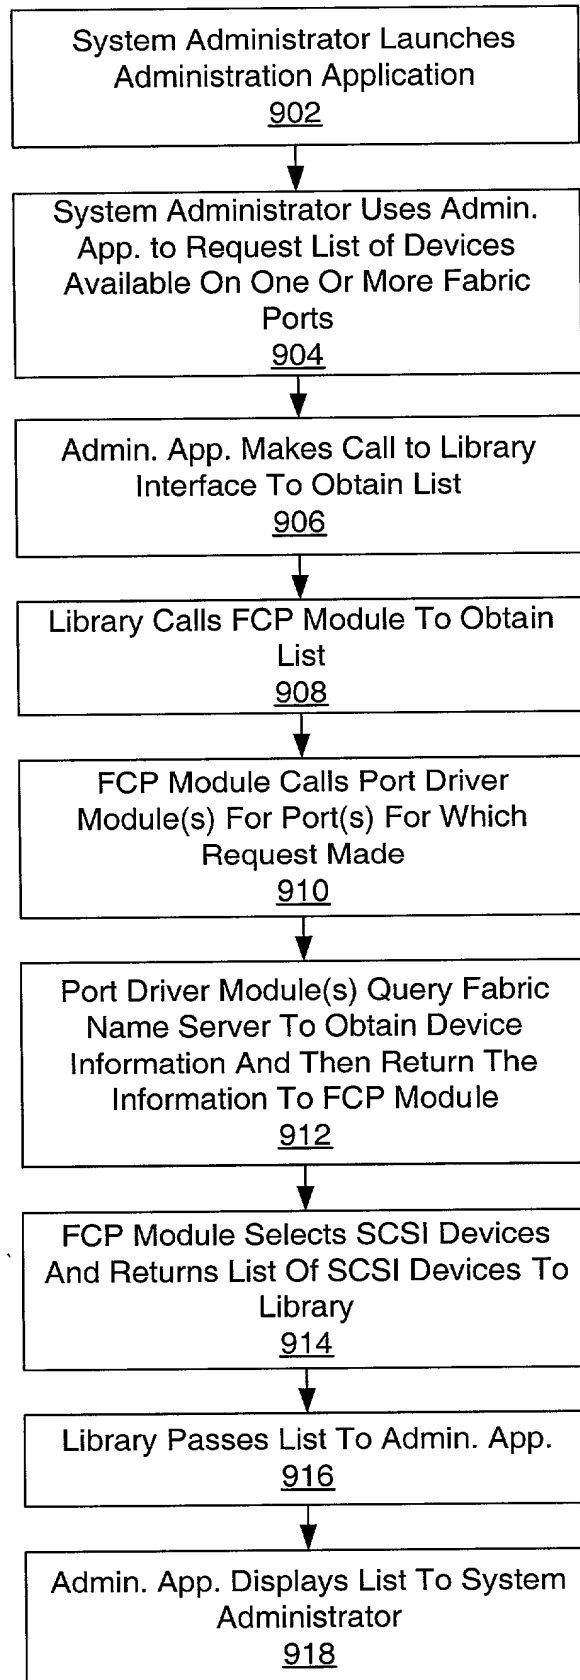 System Administrator Launches
Administration Application
902
System Administrator Uses Admin.
App. to Request List of Devices
Available On One Or More Fabric
Ports
904
Admin. App. Makes Call to Library
Interface To Obtain List
906
Library Calls FCP Module To Obtain
List
908
FCP Module Calls Port Driver
Module(s) For Port(s) For Which
Request Made
910
Port Driver Module(s) Query Fabric
Name Server To Obtain Device
Information And Then Return The
Information To FCP Module
912
FCP Module Selects SCSI Devices
And Returns List Of SCSI Devices To
Library
914
Library Passes List To Admin. App.
916
Admin. App. Displays List To System
Administrator
918